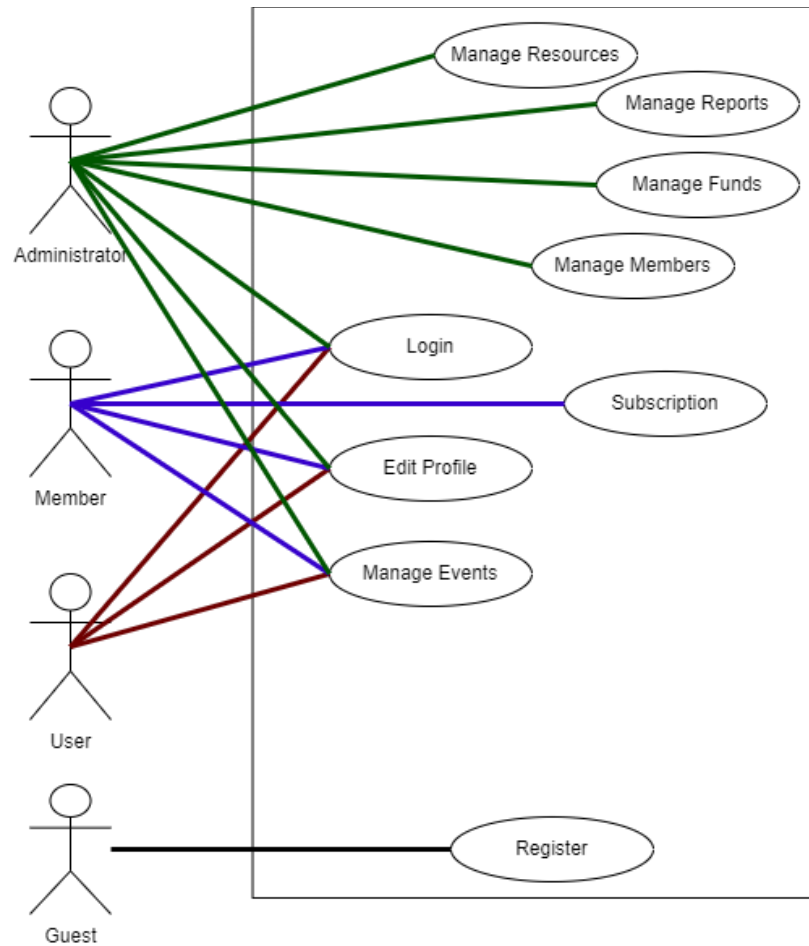 Manage Resources
Manage Reports
Manage Funds
Administrator
Manage Members
Login
Subscription
Edit Profile
Member
Manage Events
User
Register
Guest